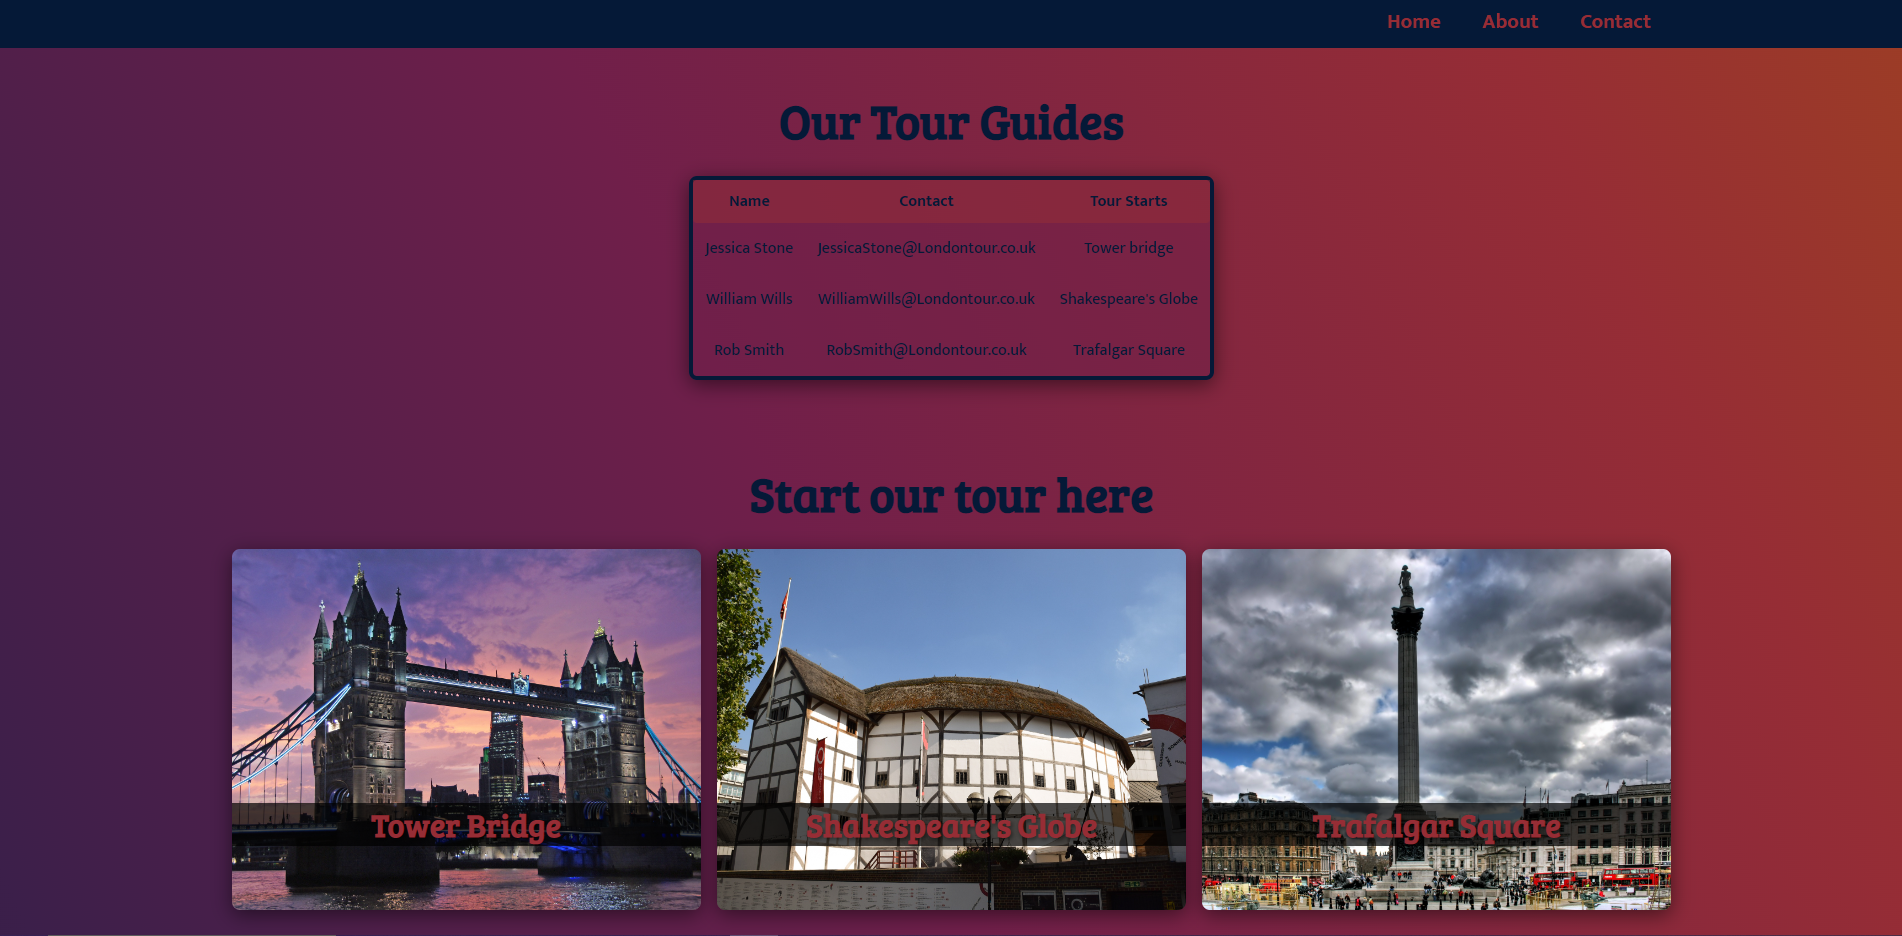 Home About Contact
Our Tour Guides
Name Contact Tour Starts
Jessica Stone JessicaStone@Londontour.co.uk Tower bridge
William Wills WilliamWills@Londontour.co.uk Shakespeare's Globe
Rob Smith RobSmith@Londontour.co.uk Trafalgar Square
Start our tour here
Tower Bridge Shakespeare's Globe Trafalgar Square